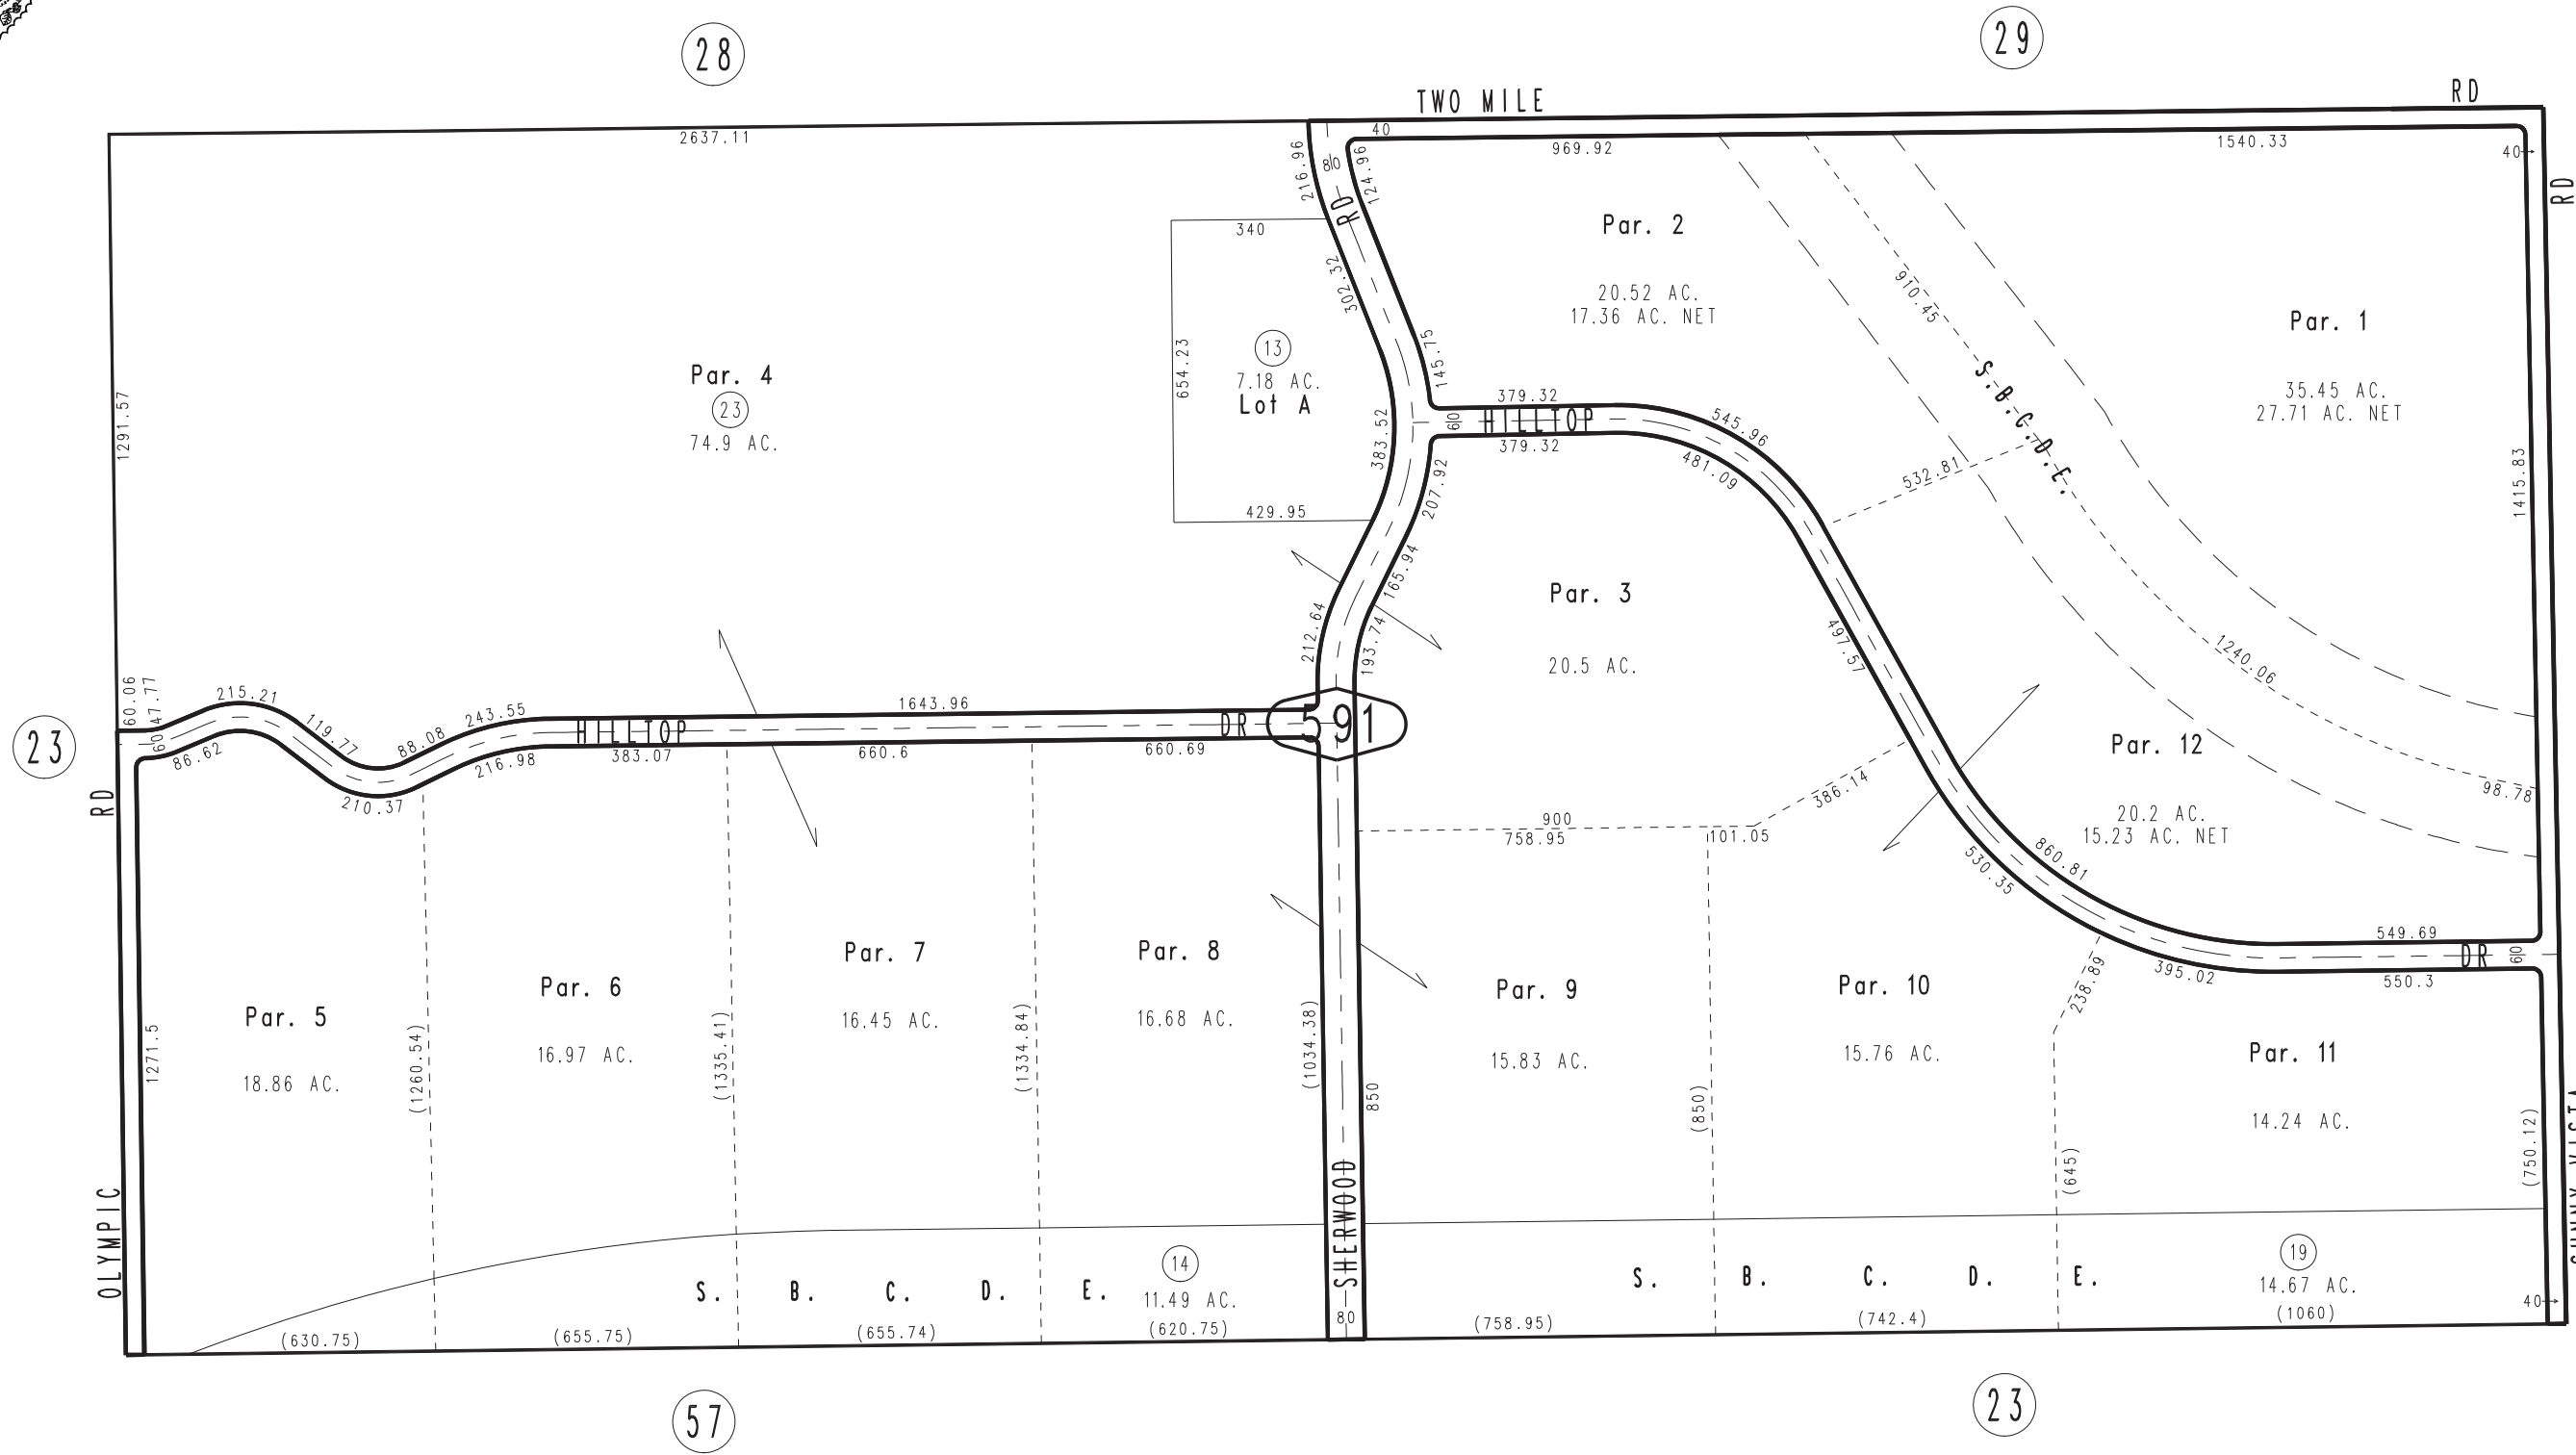 28
29
TWO MILE
RD
2637.11
40
969.92
1540.33
40
RD
216.96
80
124.96
RD
340
302.32
654.23
13
7.18 AC.
Lot A
429.95
383.52
145.75
Par. 2
20.52 AC.
17.36 AC. NET
910.45
S.B.C.D.E.
Par. 1
35.45 AC.
27.71 AC. NET
1415.83
Par. 4
23
74.9 AC.
1291.57
379.32
60
HILLTOP
379.32
545.96
481.09
532.81
207.92
165.94
212.64
193.74
Par. 3
20.5 AC.
497.57
1240.06
98.78
60.06
47.77
60
215.21
119.77
88.08
243.55
1643.96
HILLTOP
DR
91
86.62
210.37
216.98
383.07
660.6
660.69
23
RD
Par. 12
20.2 AC.
15.23 AC. NET
386.14
900
758.95
101.05
530.35
860.81
549.69
DR
60
395.02
550.3
238.89
Par. 5
18.86 AC.
1271.5
(1260.54)
Par. 6
16.97 AC.
(1335.41)
Par. 7
16.45 AC.
(1334.84)
Par. 8
16.68 AC.
(1034.38)
850
Par. 9
15.83 AC.
(850)
Par. 10
15.76 AC.
(645)
Par. 11
14.24 AC.
(750.12)
OLYMPIC
SHERWOOD
80
S. B. C. D. E.
14
11.49 AC.
S. B. C. D. E.
19
14.67 AC.
40
(630.75)
(655.75)
(655.74)
(620.75)
(758.95)
(742.4)
(1060)
57
23